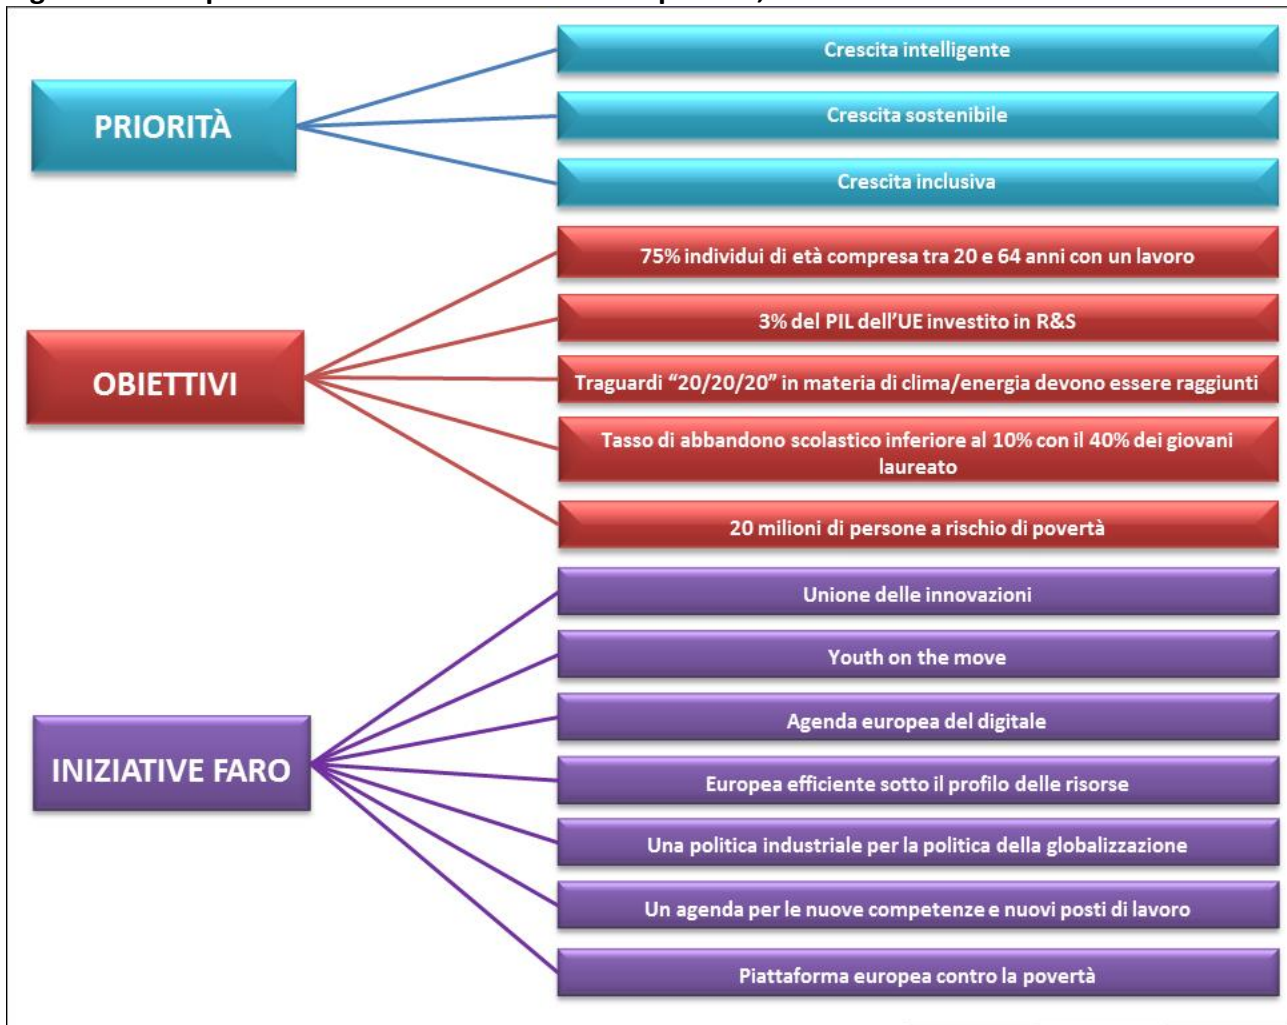 PRIORITÀ
Crescita intelligente
Crescita sostenibile
Crescita inclusiva
OBIETTIVI
75% individui di età compresa tra 20 e 64 anni con un lavoro
3% del PIL dell’UE investito in R&S
Traguardi “20/20/20” in materia di clima/energia devono essere raggiunti
Tasso di abbandono scolastico inferiore al 10% con il 40% dei giovani
laureato
20 milioni di persone a rischio di povertà
INIZIATIVE FARO
Unione delle innovazioni
Youth on the move
Agenda europea del digitale
Europea efficiente sotto il profilo delle risorse
Una politica industriale per la politica della globalizzazione
Un agenda per le nuove competenze e nuovi posti di lavoro
Piattaforma europea contro la povertà